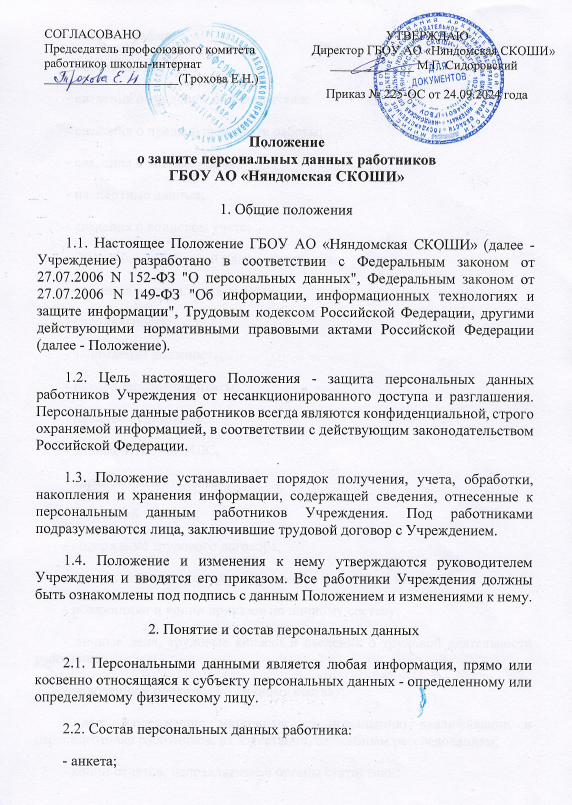 СОГЛАСОВАНО
Председатель профсоюзного комитета
работников школы-интернат
Трохова Е.Н (Трохова Е.Н.)
УТВЕРЖДАЮ
Директор ГБОУ АО «Няндомская СКОШИ»
М.П. Сидоровский
ДЛЯ
ДОКУМЕНТОВ
Приказ № 225-ОС от 24.09.2024 года
Положение
о защите персональных данных работников
ГБОУ АО «Няндомская СКОШИ»
1. Общие положения
1.1. Настоящее Положение ГБОУ АО «Няндомская СКОШИ» (далее -
Учреждение) разработано в соответствии с Федеральным законом от
27.07.2006 N 152-ФЗ "О персональных данных", Федеральным законом от
27.07.2006 N 149-ФЗ "Об информации, информационных технологиях и
защите информации", Трудовым кодексом Российской Федерации, другими
действующими нормативными правовыми актами Российской Федерации
(далее - Положение).
1.2. Цель настоящего Положения - защита персональных данных
работников Учреждения от несанкционированного доступа и разглашения.
Персональные данные работников всегда являются конфиденциальной, строго
охраняемой информацией, в соответствии с действующим законодательством
Российской Федерации.
1.3. Положение устанавливает порядок получения, учета, обработки,
накопления и хранения информации, содержащей сведения, отнесенные к
персональным данным работников Учреждения. Под работниками
подразумеваются лица, заключившие трудовой договор с Учреждением.
1.4. Положение и изменения к нему утверждаются руководителем
Учреждения и вводятся его приказом. Все работники Учреждения должны
быть ознакомлены под подпись с данным Положением и изменениями к нему.
2. Понятие и состав персональных данных
2.1. Персональными данными является любая информация, прямо или
косвенно относящаяся к субъекту персональных данных - определенному или
определяемому физическому лицу.
2.2. Состав персональных данных работника:
- анкета;